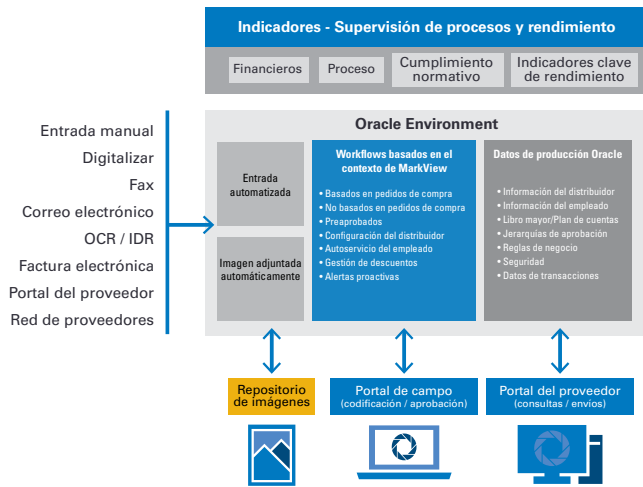 Indicadores - Supervisión de procesos y rendimiento
Financieros
Proceso
Cumplimiento
normativo
Indicadores clave
de rendimiento
Entrada manual
Digitalizar
Fax
Correo electrónico
OCR / IDR
Factura electrónica
Portal del proveedor
Red de proveedores
Oracle Environment
Entrada
automatizada
Imagen adjuntada
automáticamente
Workflows basados en el
contexto de MarkView
• Basados en pedidos de compra
• No basados en pedidos de compra
• Preaprobados
• Configuración del distribuidor
• Autoservicio del empleado
• Gestión de descuentos
• Alertas proactivas
Datos de producción Oracle
• Información del distribuidor
• Información del empleado
• Libro mayor/Plan de cuentas
• Jerarquías de aprobación
• Reglas de negocio
• Seguridad
• Datos de transacciones
Repositorio
de imágenes
Portal de campo
(codificación / aprobación)
Portal del proveedor
(consultas / envíos)